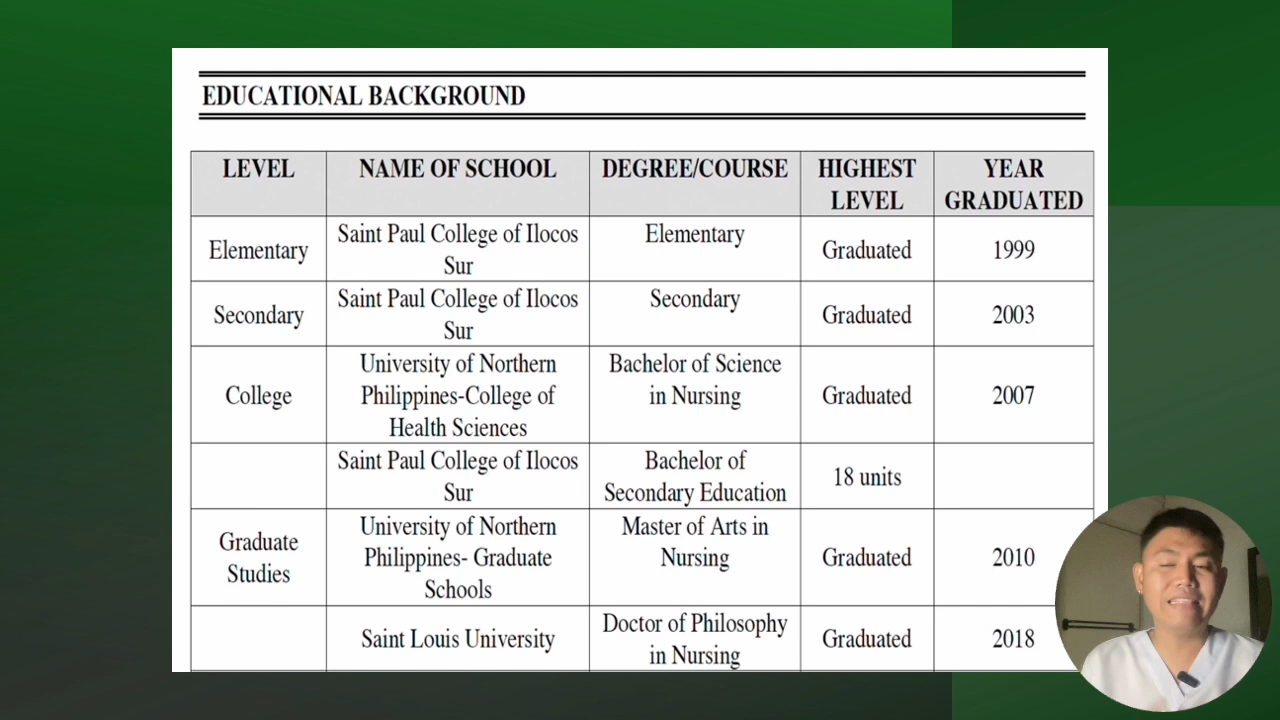 EDUCATIONAL BACKGROUND
LEVEL NAME OF SCHOOL DEGREE/COURSE HIGHEST LEVEL YEAR GRADUATED
Elementary Saint Paul College of Ilocos Sur Elementary Graduated 1999
Secondary Saint Paul College of Ilocos Sur Secondary Graduated 2003
College University of Northern Philippines-College of Health Sciences Bachelor of Science in Nursing Graduated 2007
Saint Paul College of Ilocos Sur Bachelor of Secondary Education 18 units
Graduate Studies University of Northern Philippines- Graduate Schools Master of Arts in Nursing Graduated 2010
Saint Louis University Doctor of Philosophy in Nursing Graduated 2018